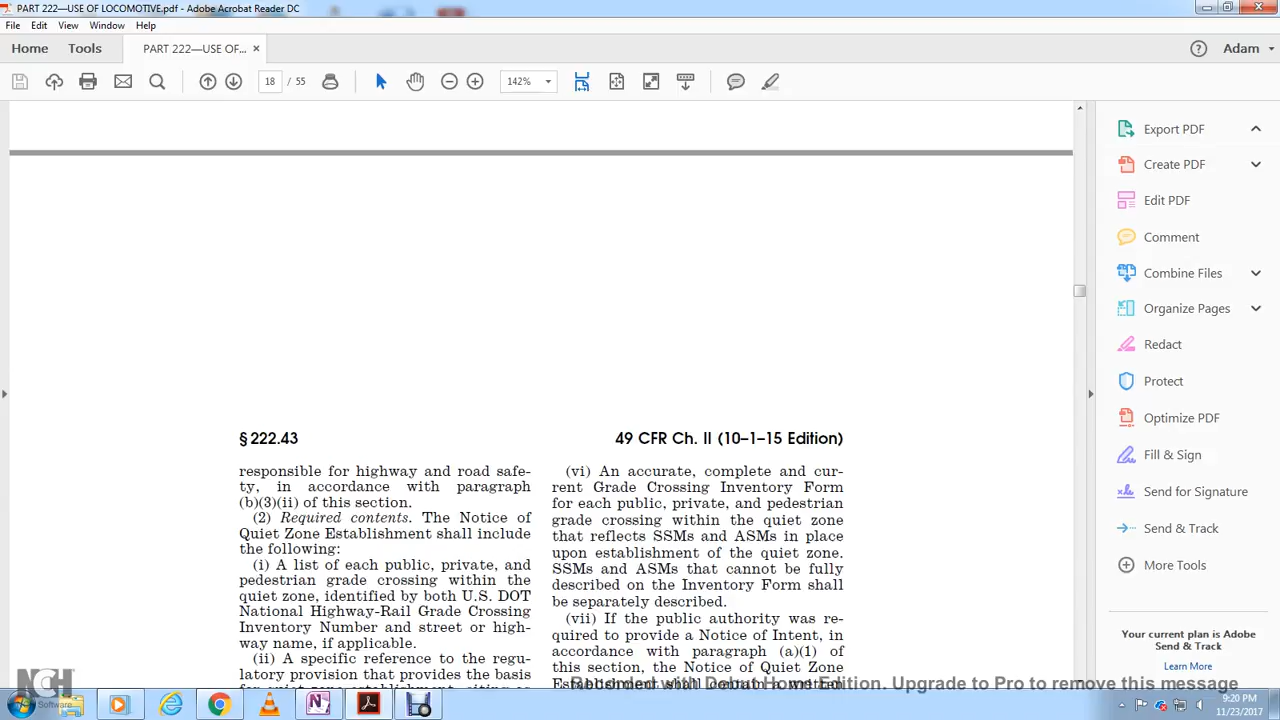 PART 222—USE OF LOCOMOTIVE.pdf - Adobe Acrobat Reader DC
File Edit View Window Help
Home Tools PART 222—USE OF... ×
Adam
18 / 55
142%
Export PDF
Create PDF
Edit PDF
Comment
Combine Files
Organize Pages
Redact
Protect
Optimize PDF
Fill & Sign
Send for Signature
Send & Track
More Tools
Your current plan is Adobe
Send & Track
Learn More
§ 222.43
49 CFR Ch. II (10–1–15 Edition)
responsible for highway and road safe-
ty, in accordance with paragraph
(b)(3)(ii) of this section.
(2) Required contents. The Notice of
Quiet Zone Establishment shall include
the following:
(i) A list of each public, private, and
pedestrian grade crossing within the
quiet zone, identified by both U.S. DOT
National Highway-Rail Grade Crossing
Inventory Number and street or high-
way name, if applicable.
(ii) A specific reference to the regu-
latory provision that provides the basis
(vi) An accurate, complete and cur-
rent Grade Crossing Inventory Form
for each public, private, and pedestrian
grade crossing within the quiet zone
that reflects SSMs and ASMs in place
upon establishment of the quiet zone.
SSMs and ASMs that cannot be fully
described on the Inventory Form shall
be separately described.
(vii) If the public authority was re-
quired to provide a Notice of Intent, in
accordance with paragraph (a)(1) of
this section, the Notice of Quiet Zone
Recorded with Debut Home Edition. Upgrade to Pro to remove this message
NCH
Software
9:20 PM
11/23/2017